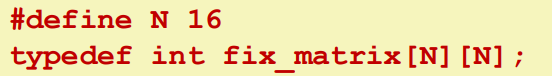 #define N 16
typedef int fix_matrix[N][N];